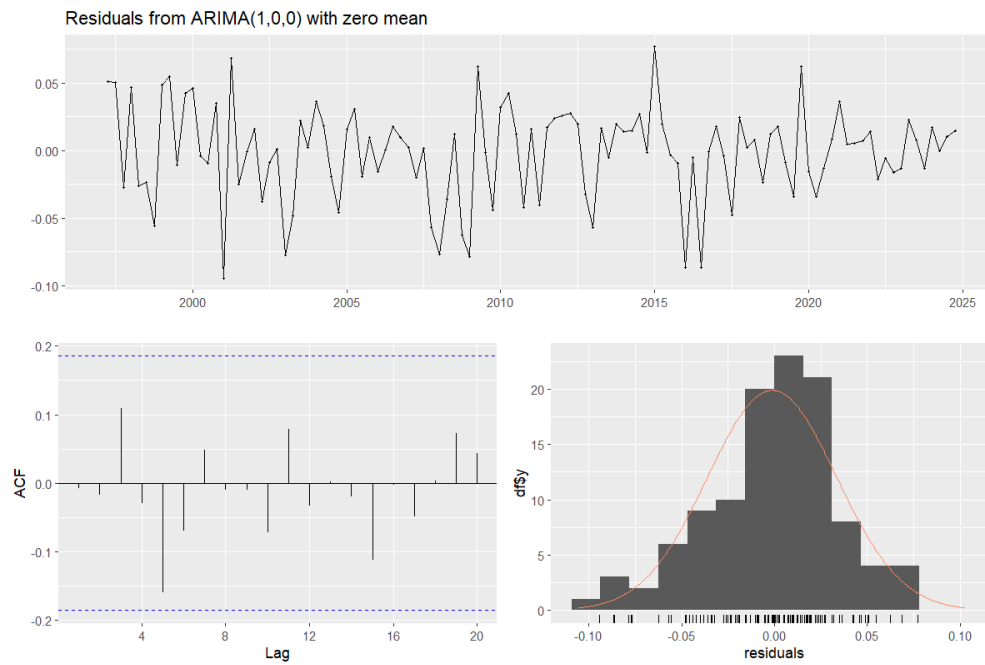 Residuals from ARIMA(1,0,0) with zero mean
0.05
0.00
-0.05
-0.10
2000 2005 2010 2015 2020 2025
0.2
0.1
0.0
-0.1
-0.2
ACF
4 8 12 16 20
Lag
20
15
10
5
0
df$y
-0.10 -0.05 0.00 0.05 0.10
residuals